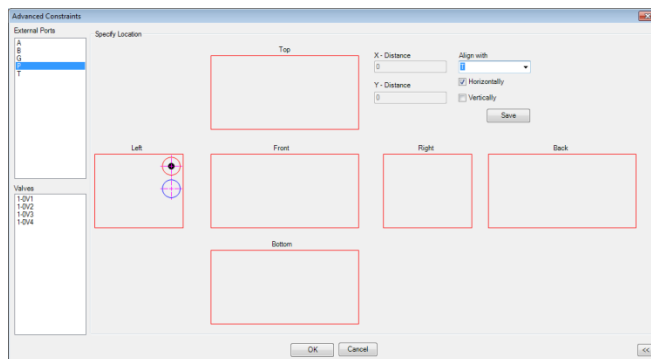 Advanced Constraints
External Ports
Specify Location
A
B
G
P
T
Top
X - Distance
0
Align with
T
Horizontally
Y - Distance
0
Vertically
Save
Left
Front
Right
Back
Valves
1-0V1
1-0V2
1-0V3
1-0V4
Bottom
OK
Cancel
<<